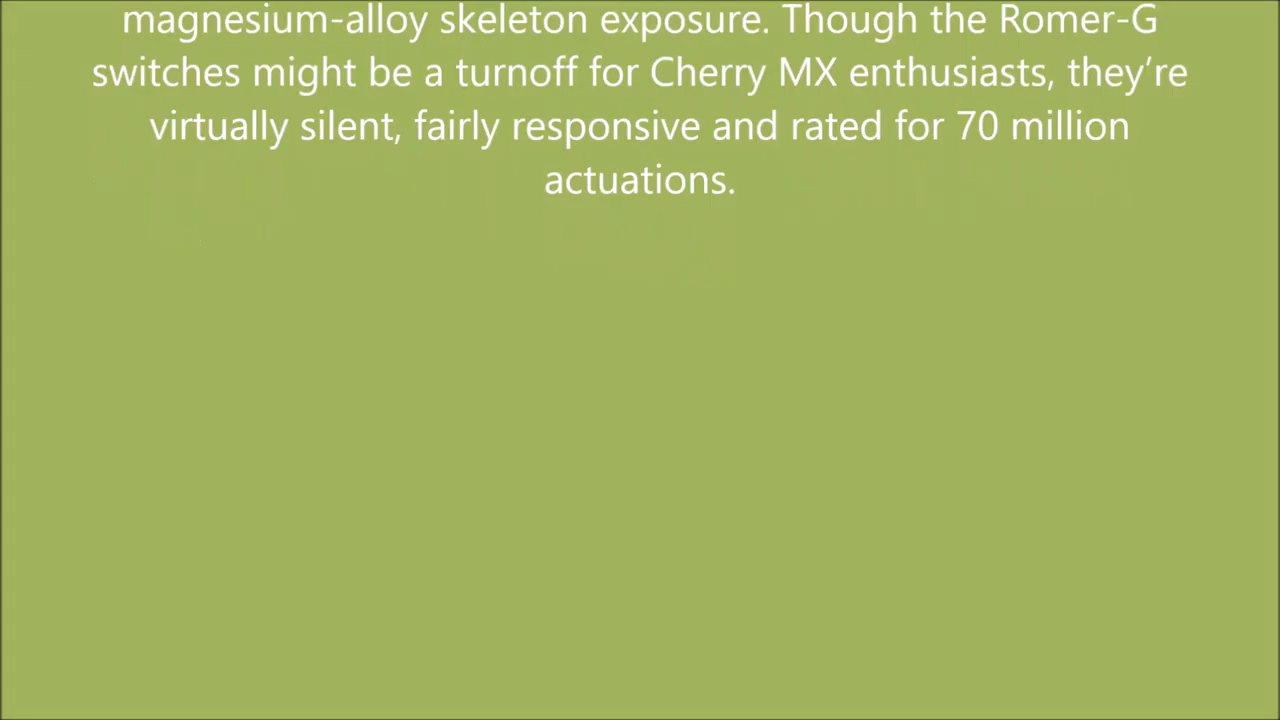 magnesium-alloy skeleton exposure. Though the Romer-G
switches might be a turnoff for Cherry MX enthusiasts, they’re
virtually silent, fairly responsive and rated for 70 million
actuations.